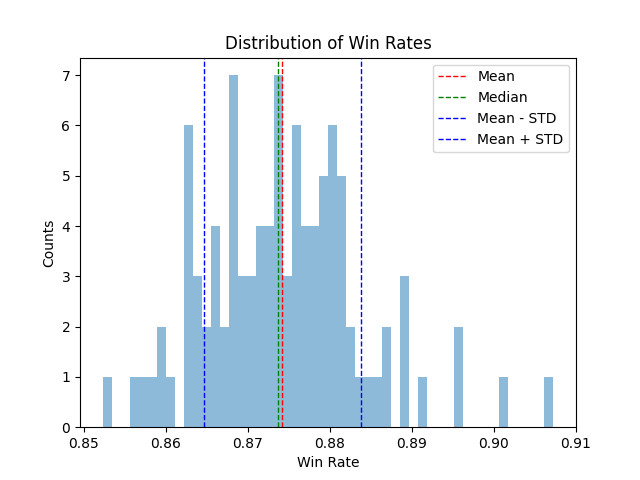 Distribution of Win Rates
Mean
Median
Mean - STD
Mean + STD
Counts
7
6
5
4
3
2
1
0
0.85 0.86 0.87 0.88 0.89 0.90 0.91
Win Rate